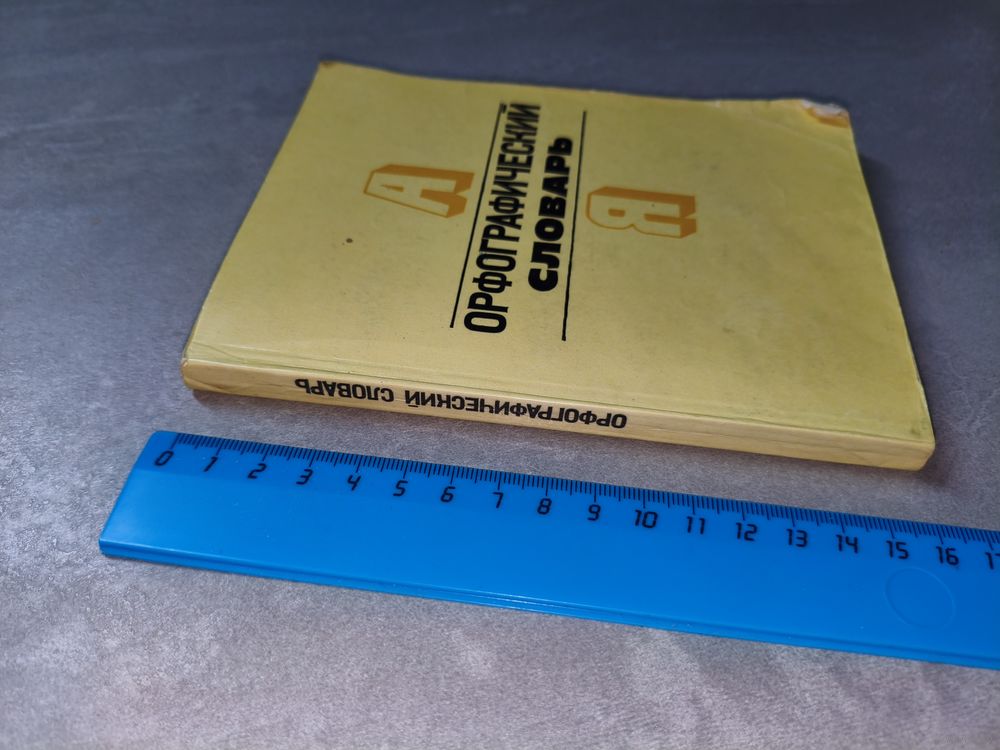 А
ОРФОГРАФИЧЕСКИЙ
СЛОВАРЬ
Я
ОРФОГРАФИЧЕСКИЙ СЛОВАРЬ
0 1 2 3 4 5 6 7 8 9 10 11 12 13 14 15 16 17